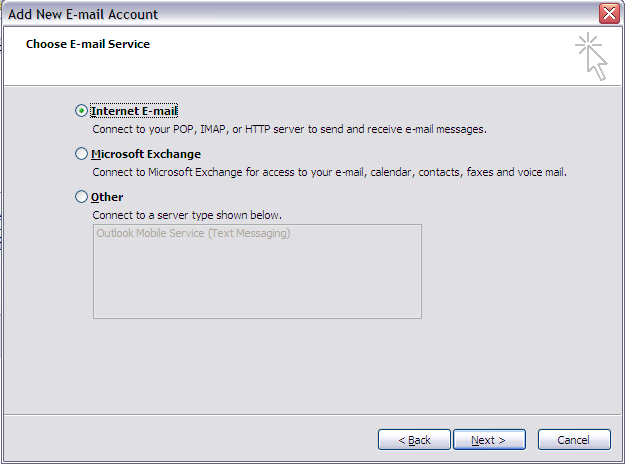 Add New E-mail Account
Choose E-mail Service
Internet E-mail
Connect to your POP, IMAP, or HTTP server to send and receive e-mail messages.
Microsoft Exchange
Connect to Microsoft Exchange for access to your e-mail, calendar, contacts, faxes and voice mail.
Other
Connect to a server type shown below.
Outlook Mobile Service (Text Messaging)
< Back Next > Cancel